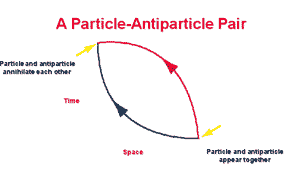 A Particle-Antiparticle Pair
Particle and antiparticle
annihilate each other
Time
Space
Particle and antiparticle
appear together